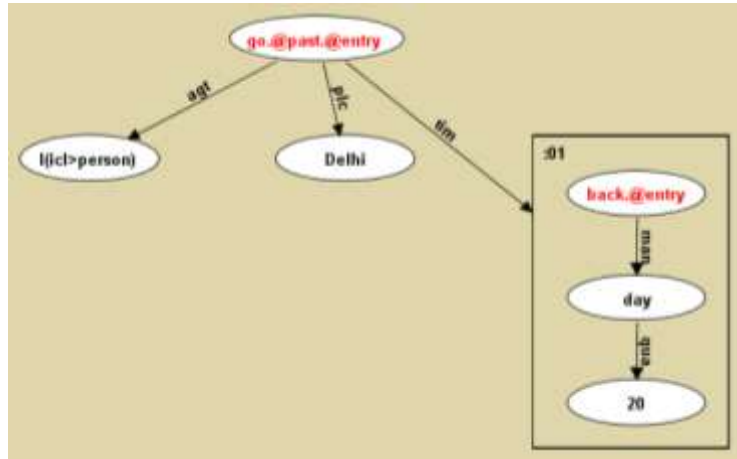 go.@past.@entry
agt
plc
tim
I(icl>person)
Delhi
:01
back.@entry
man
day
qua
20